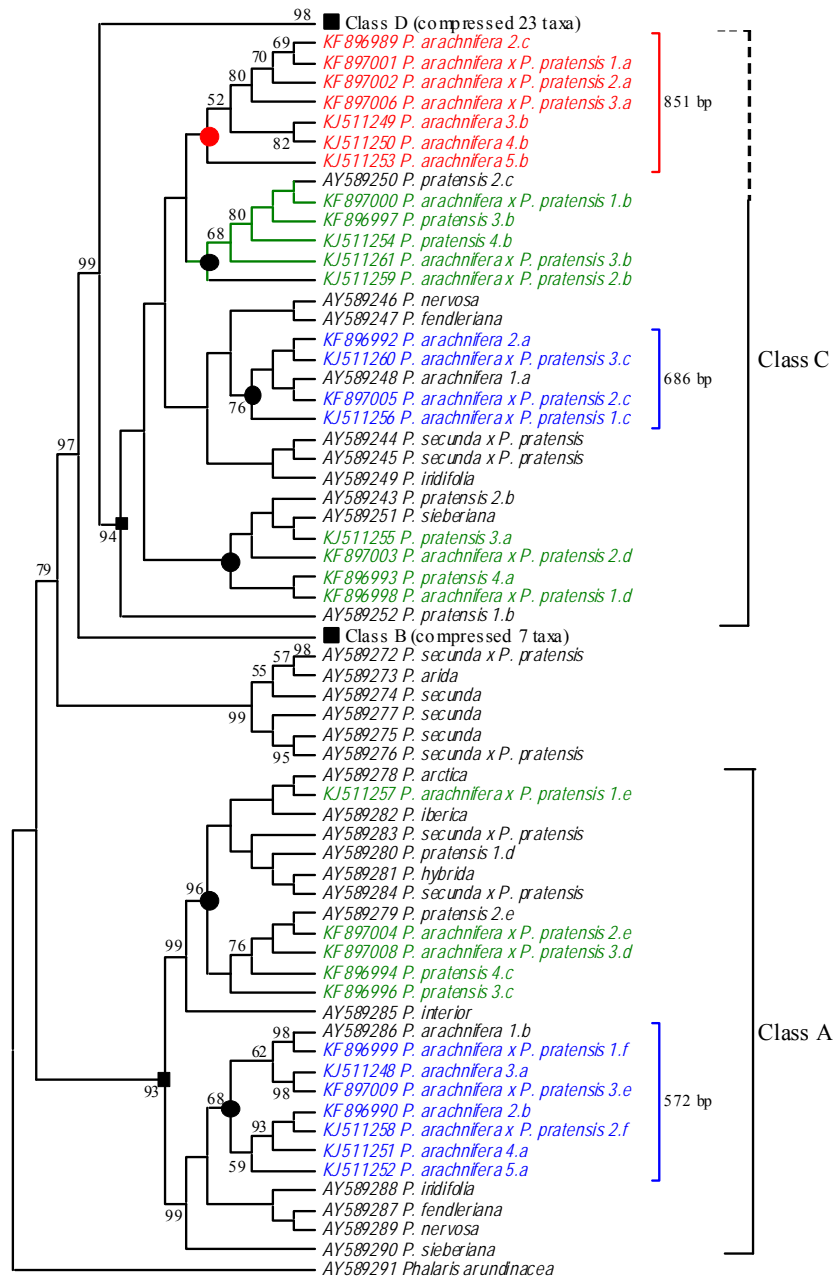 98
Class D (compressed 23 taxa)
KF896989 P. arachnifera 2.c
69
KF897001 P. arachnifera x P. pratensis 1.a
70
KF897002 P. arachnifera x P. pratensis 2.a
80
851 bp
KF897006 P. arachnifera x P. pratensis 3.a
52
KJ511249 P. arachnifera 3.b
KJ511250 P. arachnifera 4.b
82
KJ511253 P. arachnifera 5.b
AY589250 P. pratensis 2.c
KF897000 P. arachnifera x P. pratensis 1.b
KF896997 P. pratensis 3.b
80
KJ511254 P. pratensis 4.b
68
KJ511261 P. arachnifera x P. pratensis 3.b
99
KJ511259 P. arachnifera x P. pratensis 2.b
AY589246 P. nervosa
AY589247 P. fendleriana
KF896992 P. arachnifera 2.a
KJ511260 P. arachnifera x P. pratensis 3.c
Class C
AY589248 P. arachnifera 1.a
686 bp
KF897005 P. arachnifera x P. pratensis 2.c
76
KJ511256 P. arachnifera x P. pratensis 1.c
AY589244 P. secunda x P. pratensis
97
AY589245 P. secunda x P. pratensis
AY589249 P. iridifolia
AY589243 P. pratensis 2.b
AY589251 P. sieberiana
94
KJ511255 P. pratensis 3.a
KF897003 P. arachnifera x P. pratensis 2.d
79
KF896993 P. pratensis 4.a
KF896998 P. arachnifera x P. pratensis 1.d
AY589252 P. pratensis 1.b
Class B (compressed 7 taxa)
98
57
AY589272 P. secunda x P. pratensis
55
AY589273 P. arida
AY589274 P. secunda
99
AY589277 P. secunda
AY589275 P. secunda
95
AY589276 P. secunda x P. pratensis
AY589278 P. arctica
KJ511257 P. arachnifera x P. pratensis 1.e
AY589282 P. iberica
AY589283 P. secunda x P. pratensis
AY589280 P. pratensis 1.d
AY589281 P. hybrida
96
AY589284 P. secunda x P. pratensis
AY589279 P. pratensis 2.e
KF897004 P. arachnifera x P. pratensis 2.e
99
76
KF897008 P. arachnifera x P. pratensis 3.d
KF896994 P. pratensis 4.c
KF896996 P. pratensis 3.c
AY589285 P. interior
Class A
98
AY589286 P. arachnifera 1.b
62
KF896999 P. arachnifera x P. pratensis 1.f
KJ511248 P. arachnifera 3.a
93
98
KF897009 P. arachnifera x P. pratensis 3.e
68
KF896990 P. arachnifera 2.b
572 bp
93
KJ511258 P. arachnifera x P. pratensis 2.f
KJ511251 P. arachnifera 4.a
59
KJ511252 P. arachnifera 5.a
AY589288 P. iridifolia
99
AY589287 P. fendleriana
AY589289 P. nervosa
AY589290 P. sieberiana
AY589291 Phalaris arundinacea